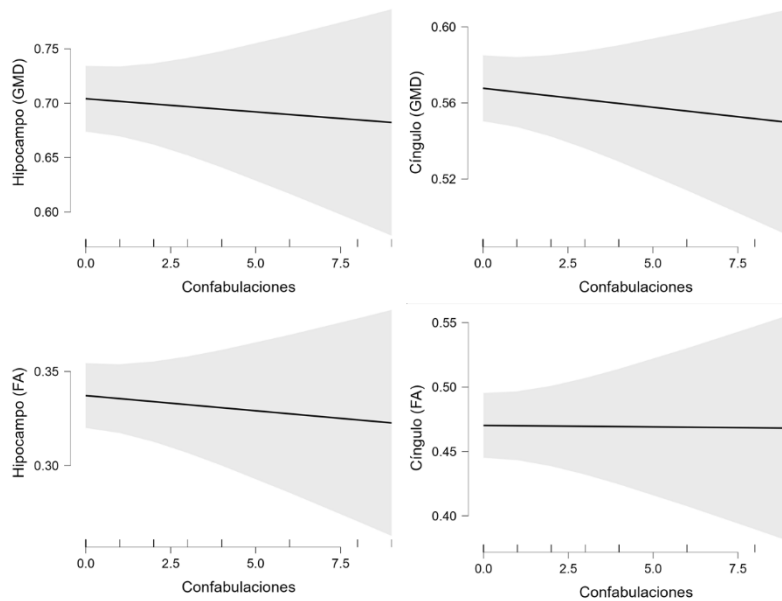 Hipocampo (GMD)
0.75
0.70
0.65
0.60
0.0 2.5 5.0 7.5
Confabulaciones
Cíngulo (GMD)
0.60
0.56
0.52
0.0 2.5 5.0 7.5
Confabulaciones
Hipocampo (FA)
0.35
0.30
0.0 2.5 5.0 7.5
Confabulaciones
Cíngulo (FA)
0.55
0.50
0.45
0.40
0.0 2.5 5.0 7.5
Confabulaciones